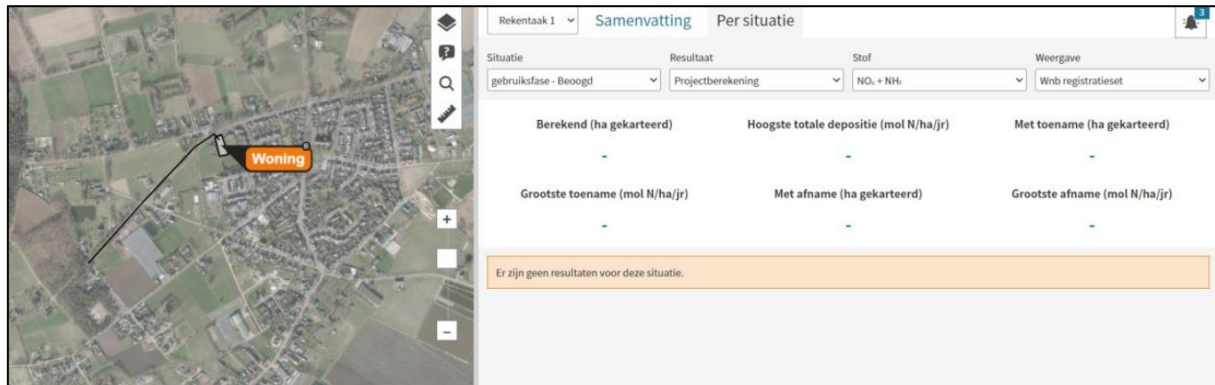 Rekentaak 1
Samenvatting
Per situatie
3
Situatie
Resultaat
Stof
Weergave
gebruiksfase - Beoogd
Projectberekening
NOₓ + NH₃
Wnb registratieset
Berekend (ha gekarteerd)
Hoogste totale depositie (mol N/ha/jr)
Met toename (ha gekarteerd)
-
-
-
Grootste toename (mol N/ha/jr)
Met afname (ha gekarteerd)
Grootste afname (mol N/ha/jr)
-
-
-
Er zijn geen resultaten voor deze situatie.
Woning
?
+
-